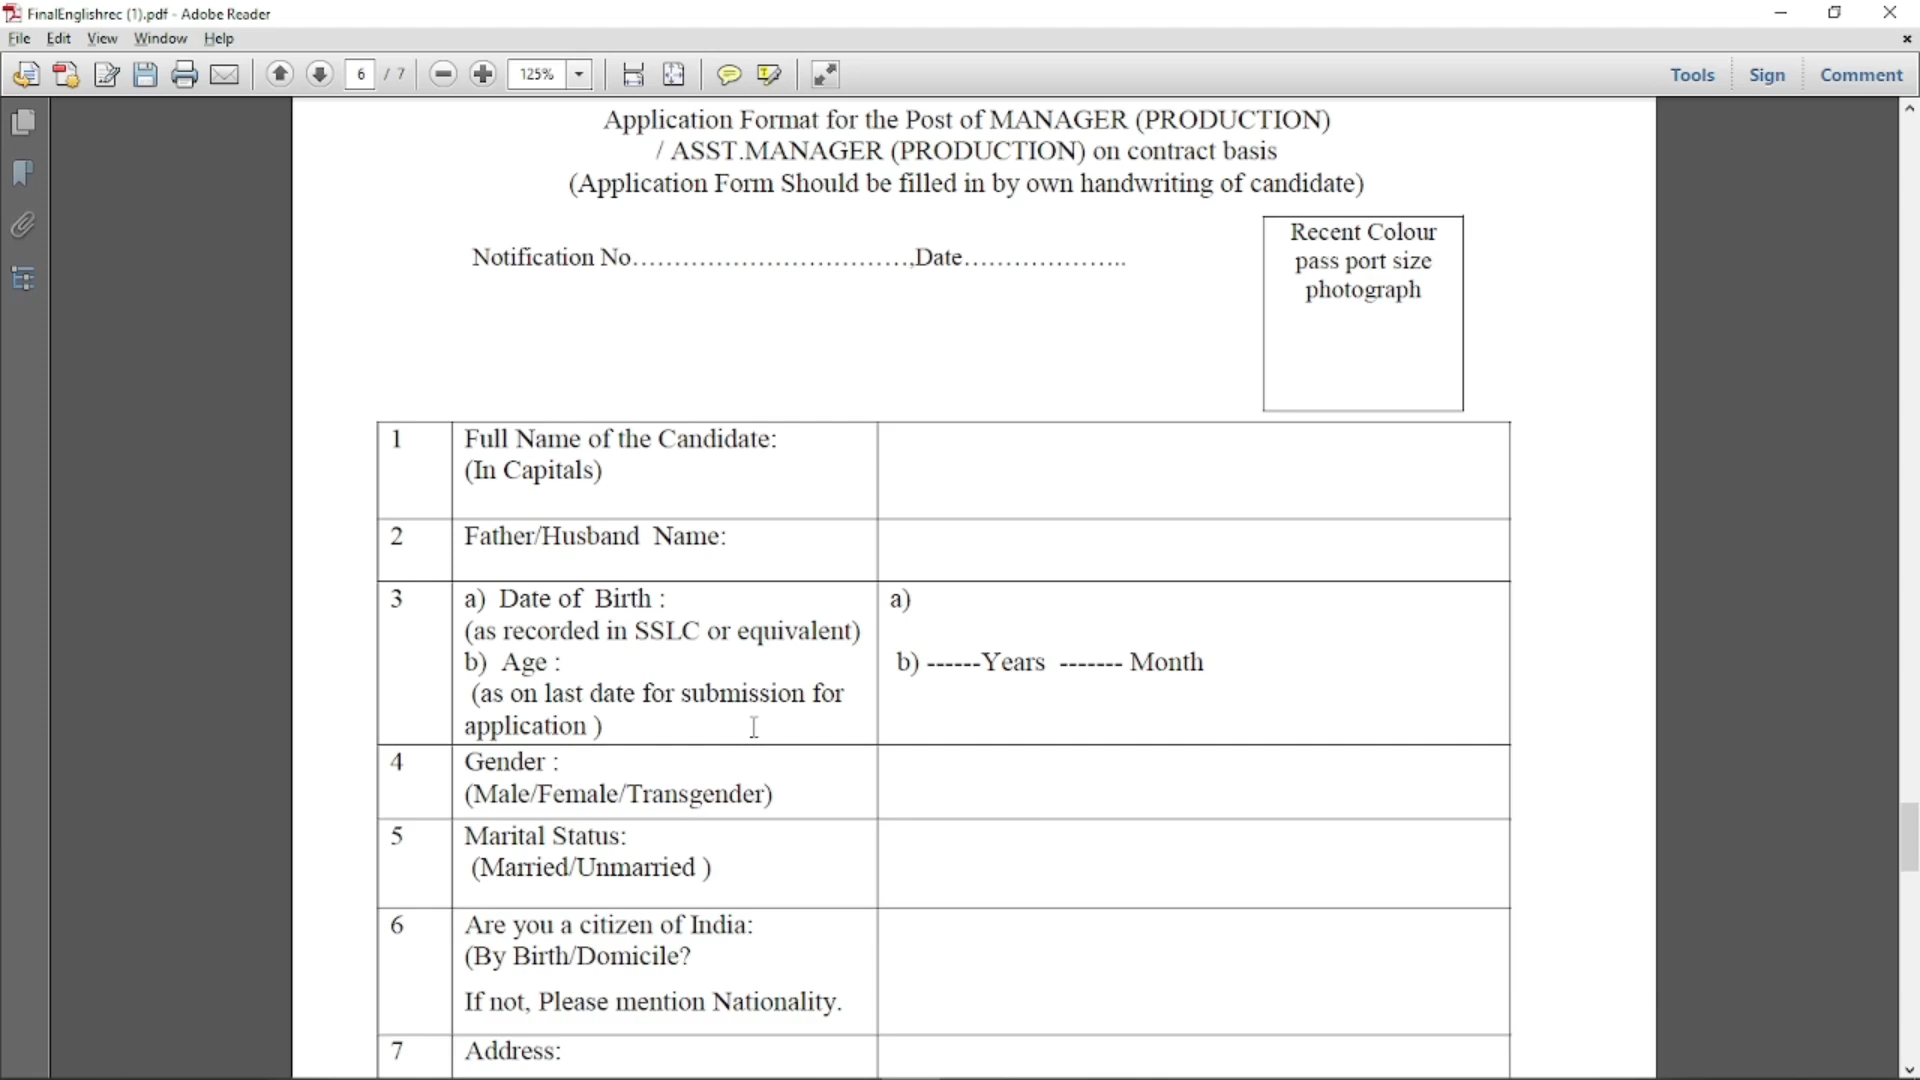 FinalEnglishrec (1).pdf - Adobe Reader
File Edit View Window Help
6 / 7 125% Tools Sign Comment
Application Format for the Post of MANAGER (PRODUCTION)
/ ASST.MANAGER (PRODUCTION) on contract basis
(Application Form Should be filled in by own handwriting of candidate)
Notification No.................................,Date....................
Recent Colour
pass port size
photograph
1 Full Name of the Candidate:
(In Capitals)
2 Father/Husband Name:
3 a) Date of Birth : a)
(as recorded in SSLC or equivalent)
b) Age : b) ------Years ------- Month
(as on last date for submission for
application )
4 Gender :
(Male/Female/Transgender)
5 Marital Status:
(Married/Unmarried )
6 Are you a citizen of India:
(By Birth/Domicile?
If not, Please mention Nationality.
7 Address: